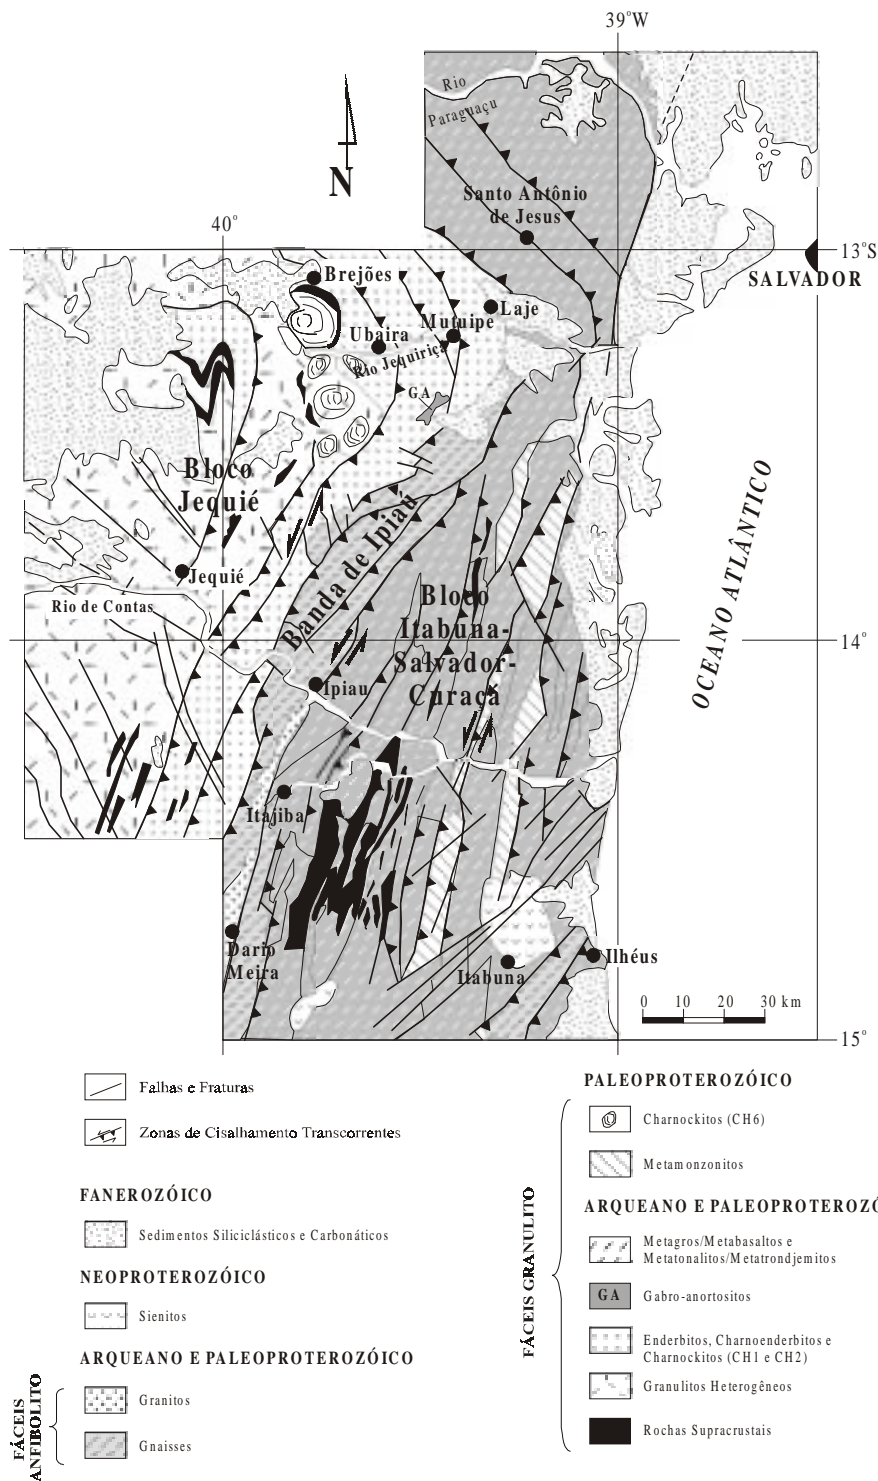 39°W
Rio
Paraguaçu
N
Santo Antônio
de Jesus
40°
13°S
SALVADOR
Brejões
Laje
Mutuipe
Ubaira
Rio Jequiriçá
GA
Bloco
Jequié
Banda de Ipiaú
OCEANO ATLÂNTICO
Jequié
Bloco
Itabuna-
Salvador-
Curaçá
Rio de Contas
14°
Ipiau
Itajiba
Dario
Meira
Itabuna
Ilhéus
0 10 20 30 km
15°
Falhas e Fraturas
Zonas de Cisalhamento Transcorrentes
FANEROZÓICO
Sedimentos Siliciclásticos e Carbonáticos
NEOPROTEROZÓICO
Sienitos
ARQUEANO E PALEOPROTEROZÓICO
FÁCEIS
ANFIBOLITO
Granitos
Gnaisses
PALEOPROTEROZÓICO
FÁCEIS GRANULITO
Charnockitos (CH6)
Metamonzonitos
ARQUEANO E PALEOPROTEROZÓ
Metagros/Metabasaltos e
Metatonalitos/Metatrondjemitos
GA
Gabro-anortositos
Enderbitos, Charnoenderbitos e
Charnockitos (CH1 e CH2)
Granulitos Heterogêneos
Rochas Supracrustais